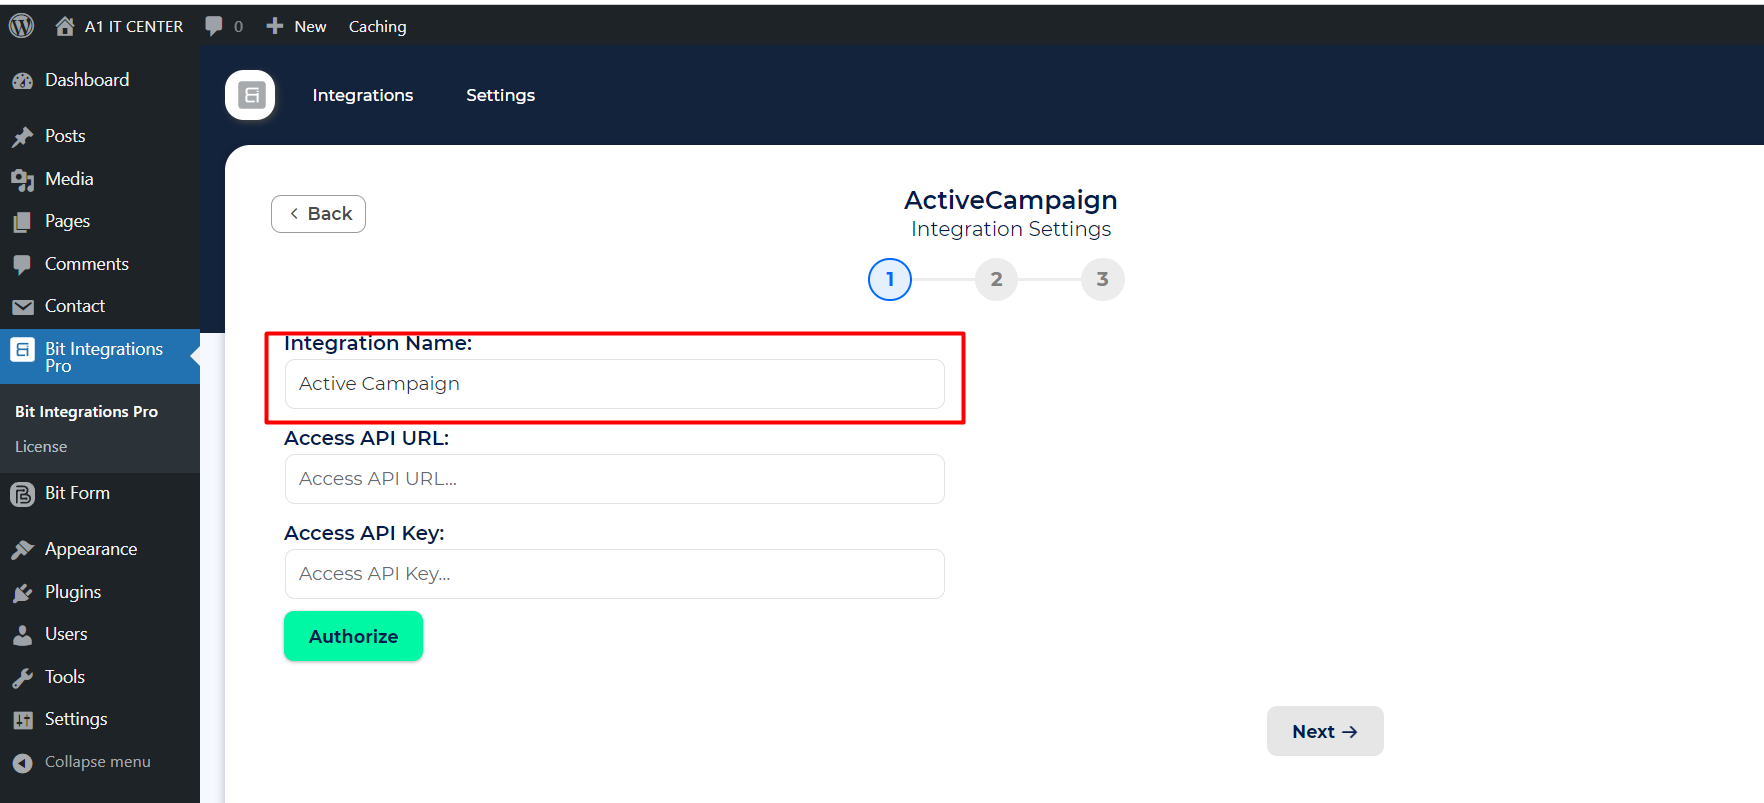 A1 IT CENTER 0 New Caching
Dashboard
Posts
Media
Pages
Comments
Contact
Bit Integrations
Pro
Bit Integrations Pro
License
Bit Form
Appearance
Plugins
Users
Tools
Settings
Collapse menu
Integrations Settings
Back
ActiveCampaign
Integration Settings
1 2 3
Integration Name:
Active Campaign
Access API URL:
Access API URL...
Access API Key:
Access API Key...
Authorize
Next →